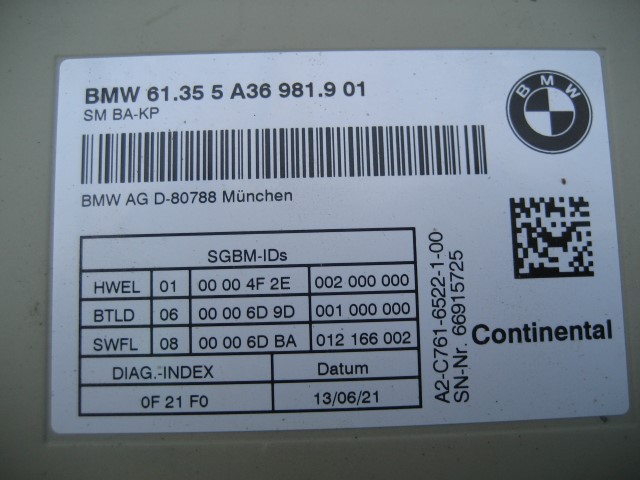 BMW 61.35 5 A36 981.9 01
SM BA-KP
BMW
BMW AG D-80788 München
SGBM-IDs
HWEL 01 00 00 4F 2E 002 000 000
BTLD 06 00 00 6D 9D 001 000 000
SWFL 08 00 00 6D BA 012 166 002
DIAG.-INDEX Datum
0F 21 F0 13/06/21
A2-C761-6522-1-00
SN-Nr. 66915725
Continental